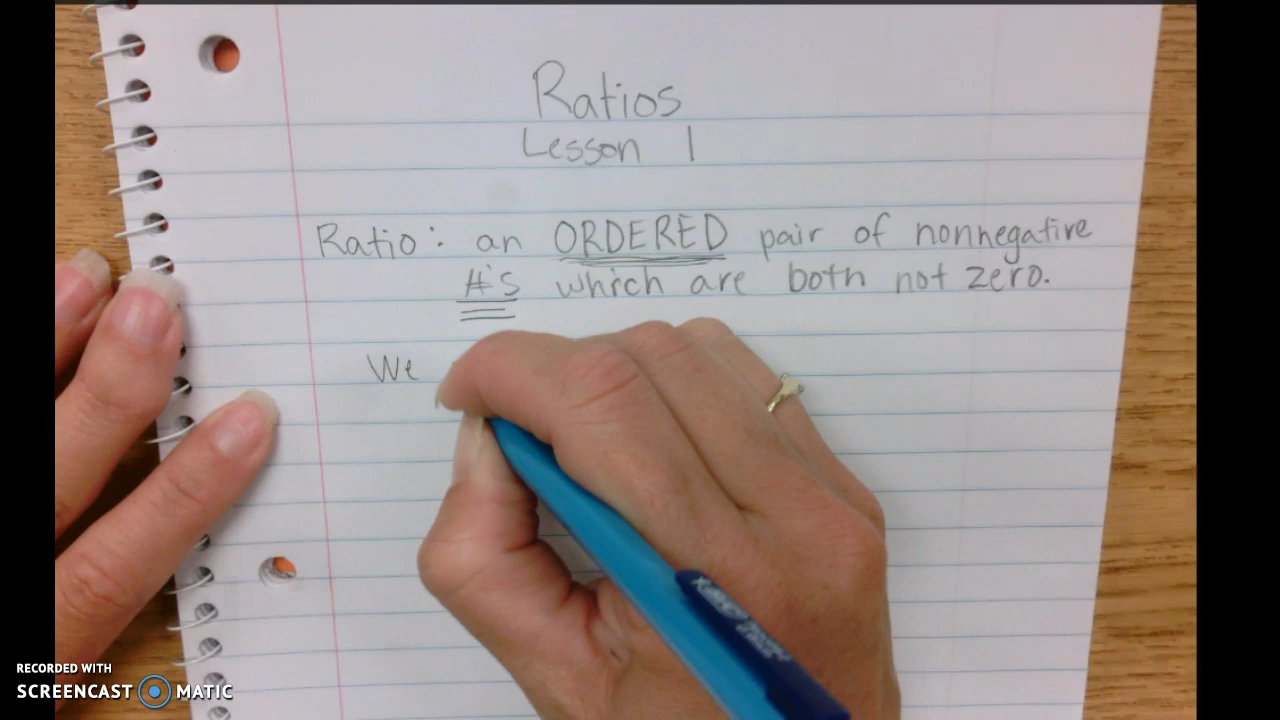 Ratios
Lesson 1
Ratio: an ORDERED pair of nonnegative
#'s which are both not zero.
We
RECORDED WITH
SCREENCAST MATIC